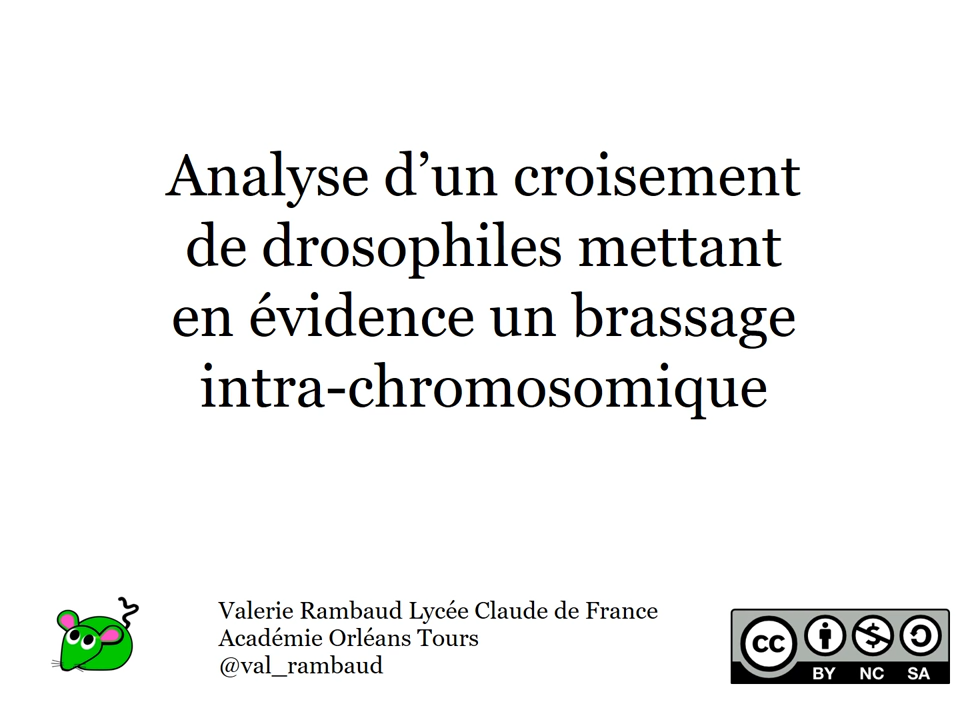 Analyse d’un croisement
de drosophiles mettant
en évidence un brassage
intra-chromosomique
Valerie Rambaud Lycée Claude de France
Académie Orléans Tours
@val_rambaud
cc
BY NC SA